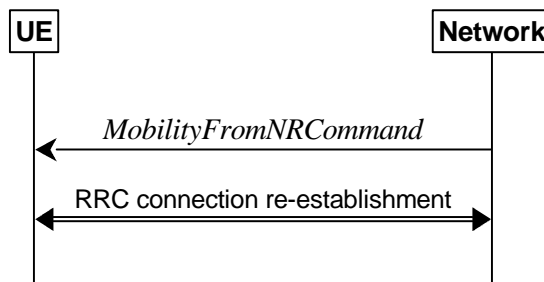 UE
Network
MobilityFromNRCommand
RRC connection re-establishment